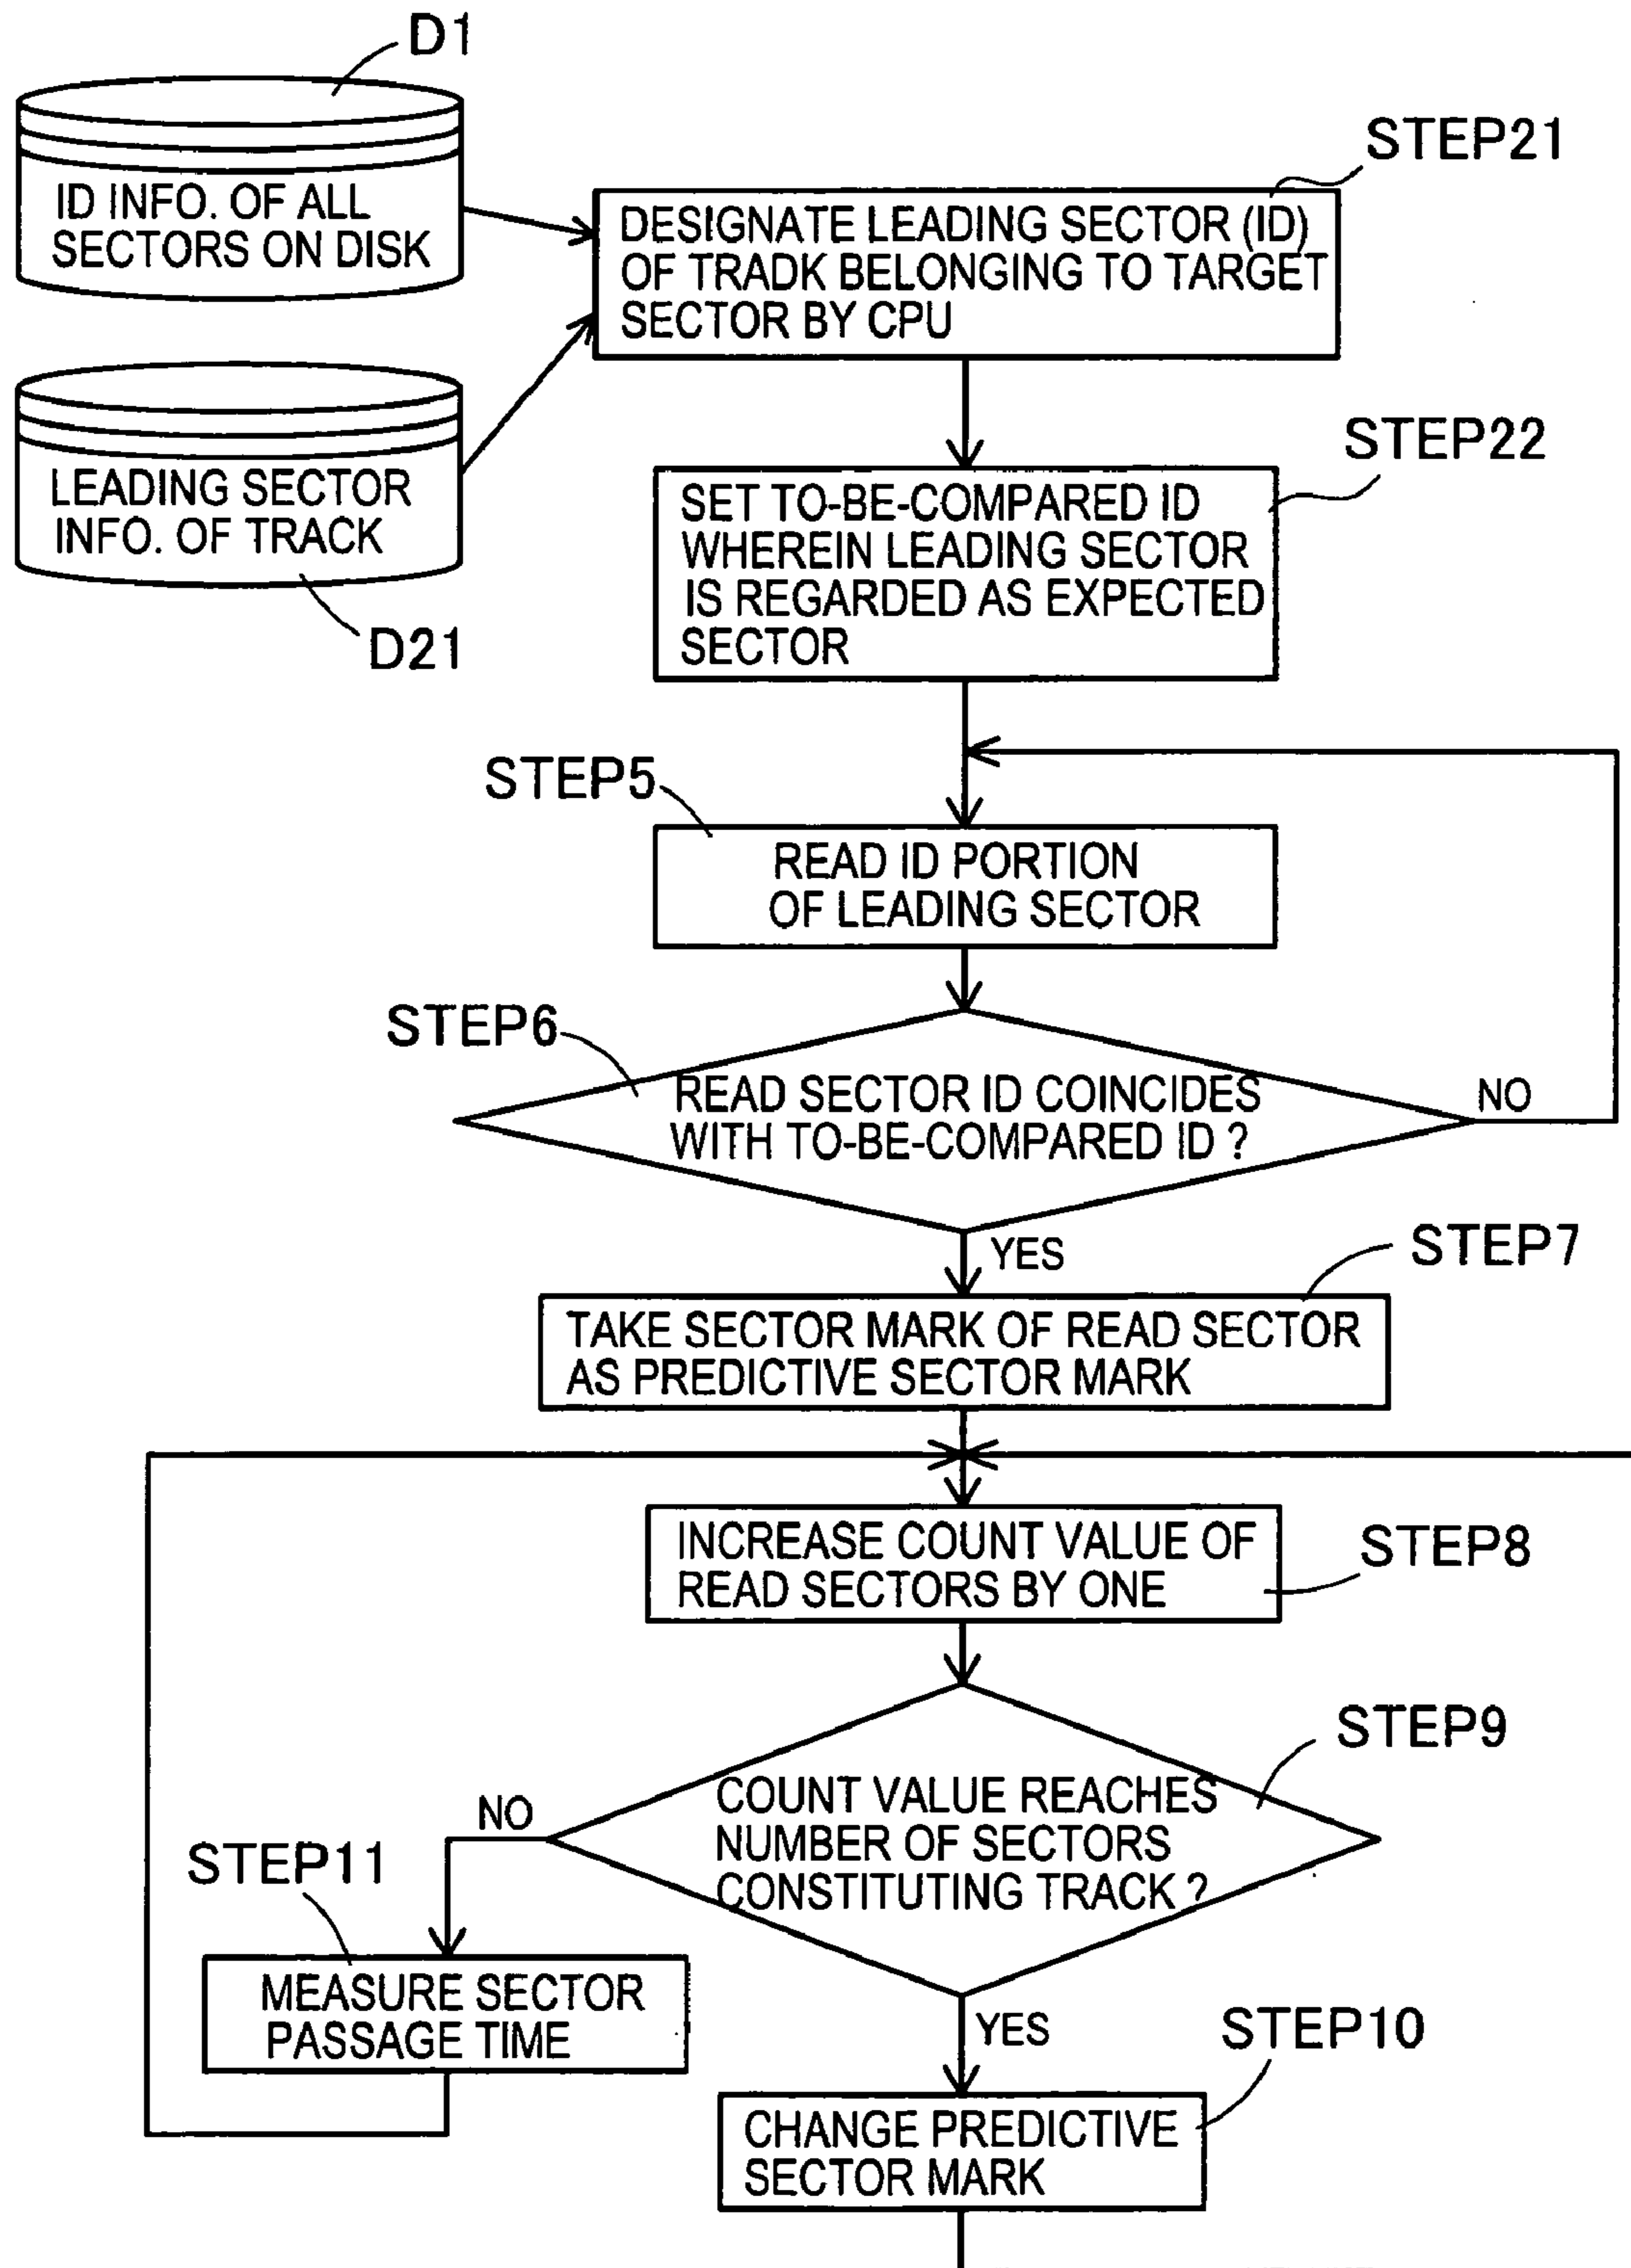 D1
ID INFO. OF ALL
SECTORS ON DISK
STEP21
DESIGNATE LEADING SECTOR (ID)
OF TRADK BELONGING TO TARGET
SECTOR BY CPU
LEADING SECTOR
INFO. OF TRACK
D21
STEP22
SET TO-BE-COMPARED ID
WHEREIN LEADING SECTOR
IS REGARDED AS EXPECTED
SECTOR
STEP5
READ ID PORTION
OF LEADING SECTOR
STEP6
READ SECTOR ID COINCIDES
WITH TO-BE-COMPARED ID ?
NO
YES
STEP7
TAKE SECTOR MARK OF READ SECTOR
AS PREDICTIVE SECTOR MARK
INCREASE COUNT VALUE OF
READ SECTORS BY ONE
STEP8
STEP9
COUNT VALUE REACHES
NUMBER OF SECTORS
CONSTITUTING TRACK ?
NO
STEP11
MEASURE SECTOR
PASSAGE TIME
YES
STEP10
CHANGE PREDICTIVE
SECTOR MARK